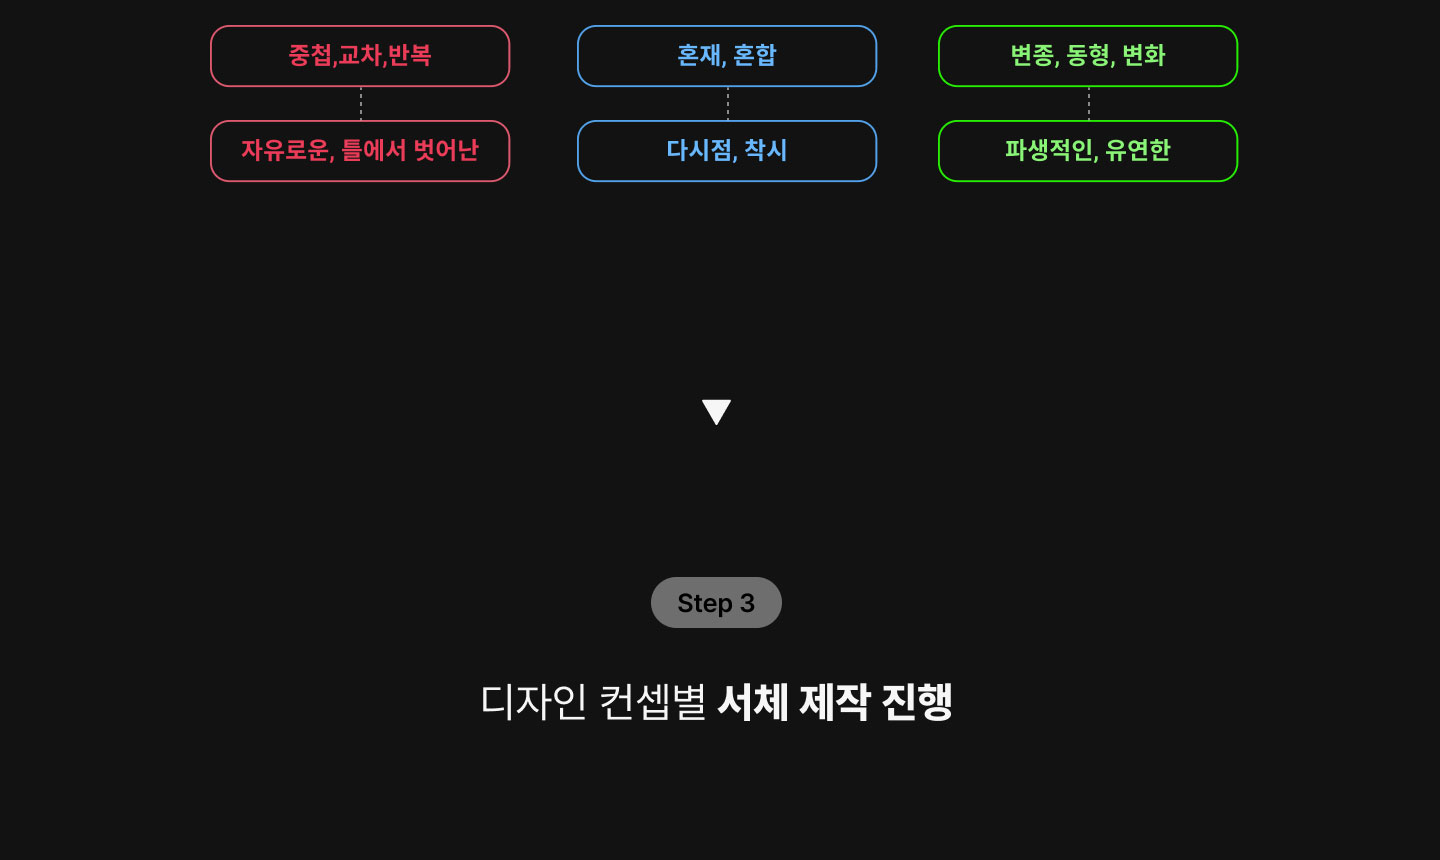 중첩,교차,반복
혼재, 혼합
변종, 동형, 변화
자유로운, 틀에서 벗어난
다시점, 착시
파생적인, 유연한
Step 3
디자인 컨셉별 서체 제작 진행